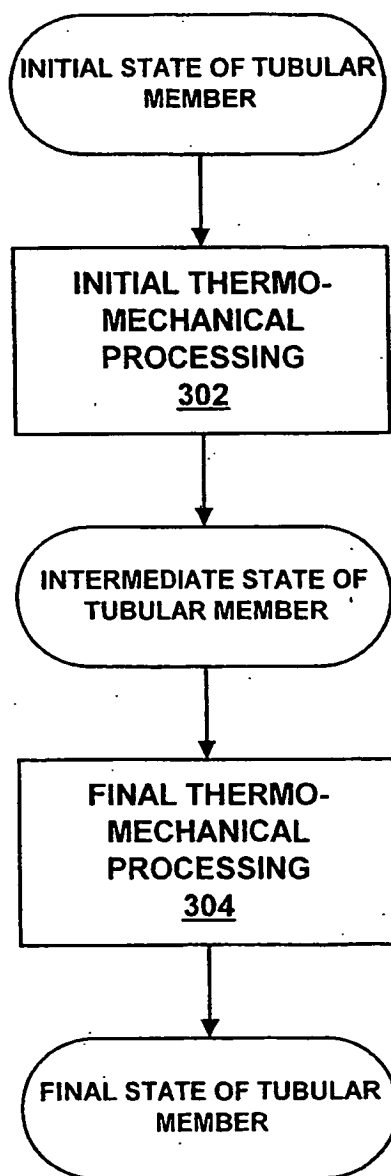 INITIAL STATE OF TUBULAR
MEMBER
INITIAL THERMO-
MECHANICAL
PROCESSING
302
INTERMEDIATE STATE OF
TUBULAR MEMBER
FINAL THERMO-
MECHANICAL
PROCESSING
304
FINAL STATE OF TUBULAR
MEMBER